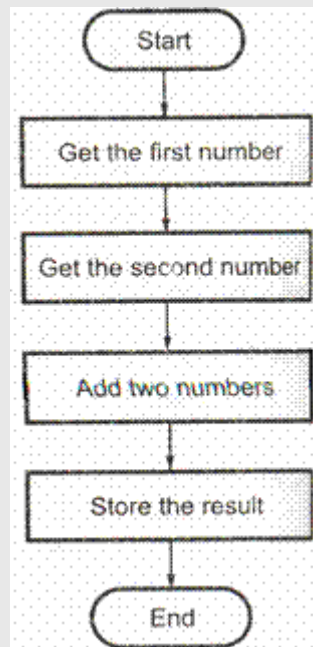 Start
Get the first number
Get the second number
Add two numbers
Store the result
End